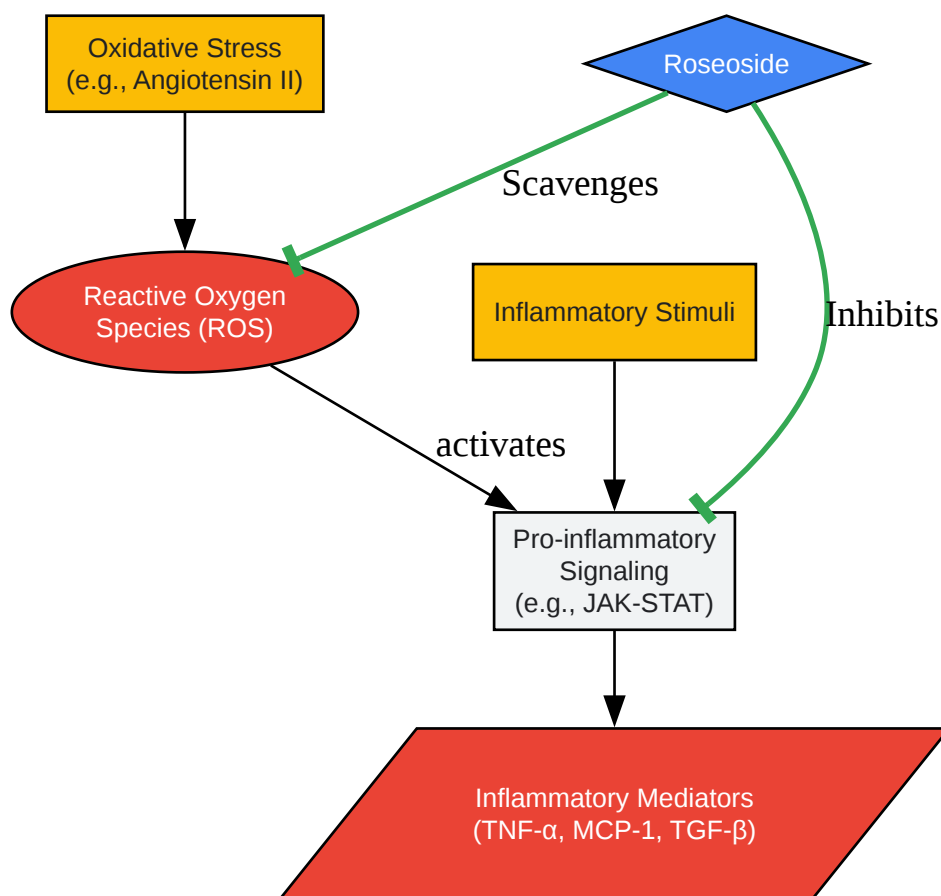 Oxidative Stress
(e.g., Angiotensin II)
Roseoside
Scavenges
Reactive Oxygen
Species (ROS)
Inflammatory Stimuli
Inhibits
activates
Pro-inflammatory
Signaling
(e.g., JAK-STAT)
Inflammatory Mediators
(TNF-α, MCP-1, TGF-β)